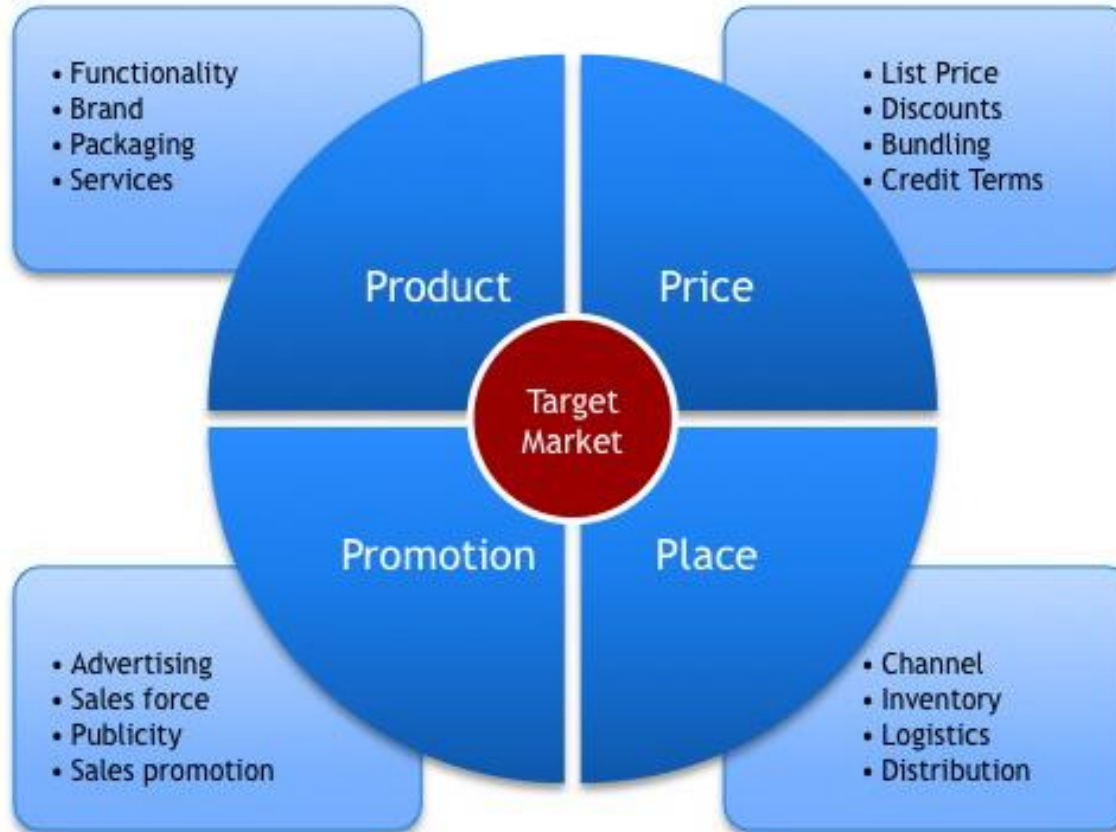 • Functionality
• Brand
• Packaging
• Services
• List Price
• Discounts
• Bundling
• Credit Terms
Product
Price
Target
Market
Promotion
Place
• Advertising
• Sales force
• Publicity
• Sales promotion
• Channel
• Inventory
• Logistics
• Distribution